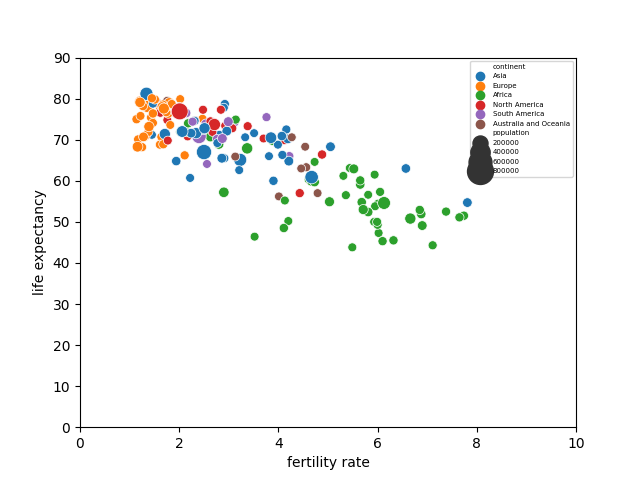 90
80
70
60
50
40
30
20
10
0
life expectancy
0 2 4 6 8 10
fertility rate
continent
Asia
Europe
Africa
North America
South America
Australia and Oceania
population
200000
400000
600000
800000